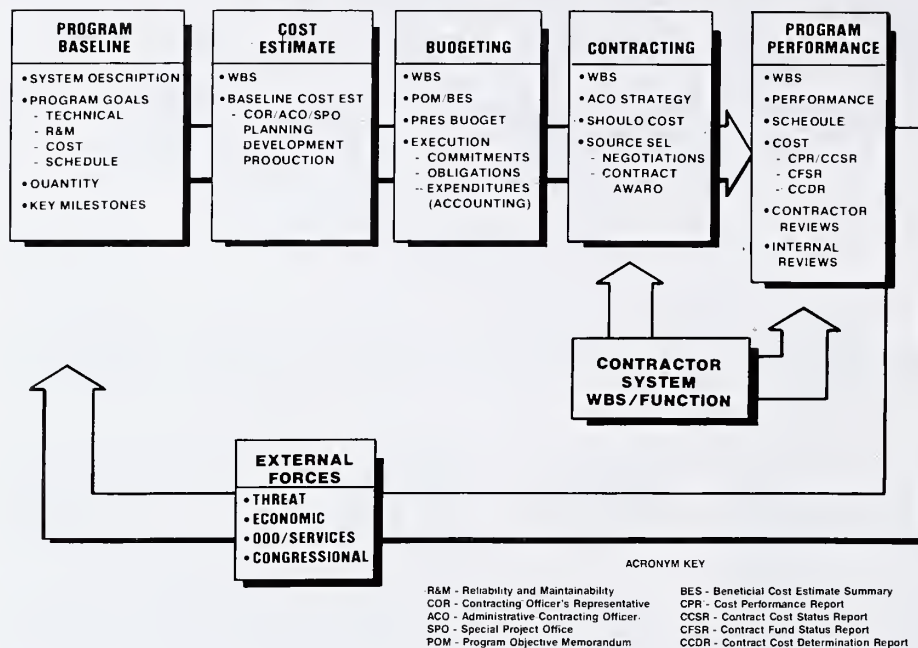 PROGRAM
BASELINE
• SYSTEM OESCRIPTION
• PROGRAM GOALS
- TECHNICAL
- R&M
- COST
- SCHEDULE
• OUANTITY
• KEY MILESTONES
COST
ESTIMATE
• WBS
• BASELINE COST EST
- COR/ACO/SPO
PLANNING
DEVELOPMENT
PROOUCTION
BUDGETING
• WBS
• POM/BES
• PRES BUDGET
• EXECUTION
- COMMITMENTS
- OBLIGATIONS
-- EXPENDITURES
(ACCOUNTING)
CONTRACTING
• WBS
• ACO STRATEGY
• SHOULD COST
• SOURCE SEL
- NEGOTIATIONS
- CONTRACT
AWARO
PROGRAM
PERFORMANCE
• WBS
• PERFORMANCE
• SCHEOULE
• COST
- CPR/CCSR
- CFSR
- CCDR
• CONTRACTOR
REVIEWS
• INTERNAL
REVIEWS
CONTRACTOR
SYSTEM
WBS/FUNCTION
EXTERNAL
FORCES
• THREAT
• ECONOMIC
• OOO/SERVICES
• CONGRESSIONAL
ACRONYM KEY
R&M - Reliability and Maintainability
COR - Contracting Officer's Representative
ACO - Administrative Contracting Officer
SPO - Special Project Office
POM - Program Objective Memorandum
BES - Beneficial Cost Estimate Summary
CPR - Cost Performance Report
CCSR - Contract Cost Status Report
CFSR - Contract Fund Status Report
CCDR - Contract Cost Determination Report